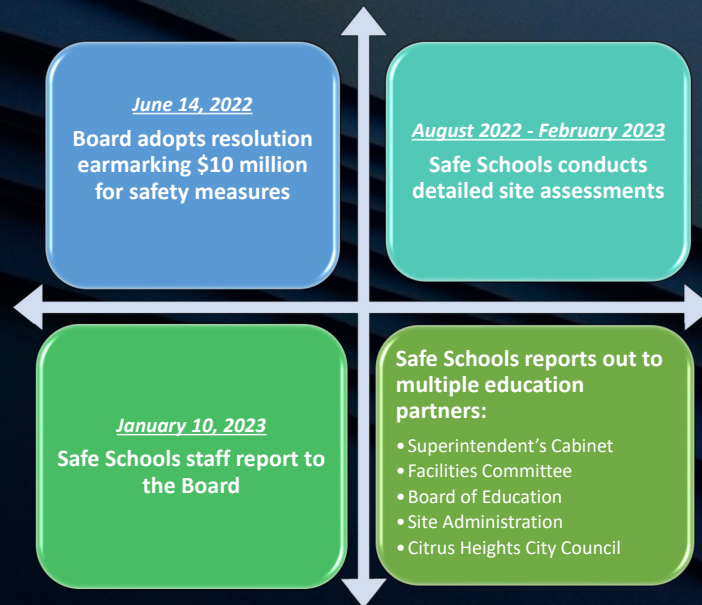 June 14, 2022
Board adopts resolution
earmarking $10 million
for safety measures
August 2022 - February 2023
Safe Schools conducts
detailed site assessments
January 10, 2023
Safe Schools staff report to
the Board
Safe Schools reports out to
multiple education
partners:
• Superintendent's Cabinet
• Facilities Committee
• Board of Education
• Site Administration
• Citrus Heights City Council